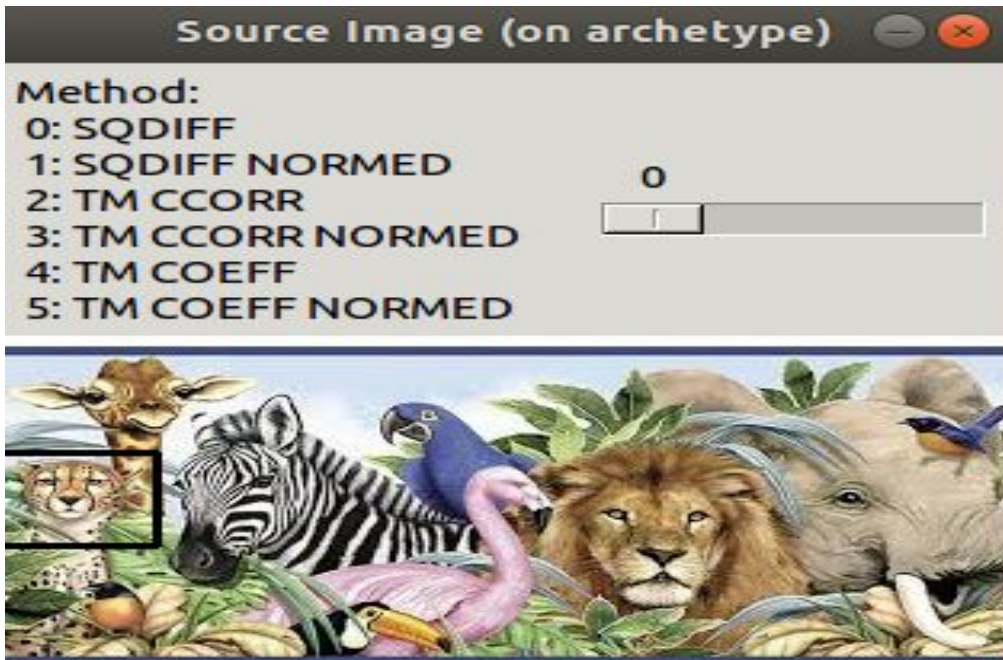 Source Image (on archetype)
Method:
0: SQDIFF
1: SQDIFF NORMED
0
2: TM CCORR
3: TM CCORR NORMED
4: TM COEFF
5: TM COEFF NORMED